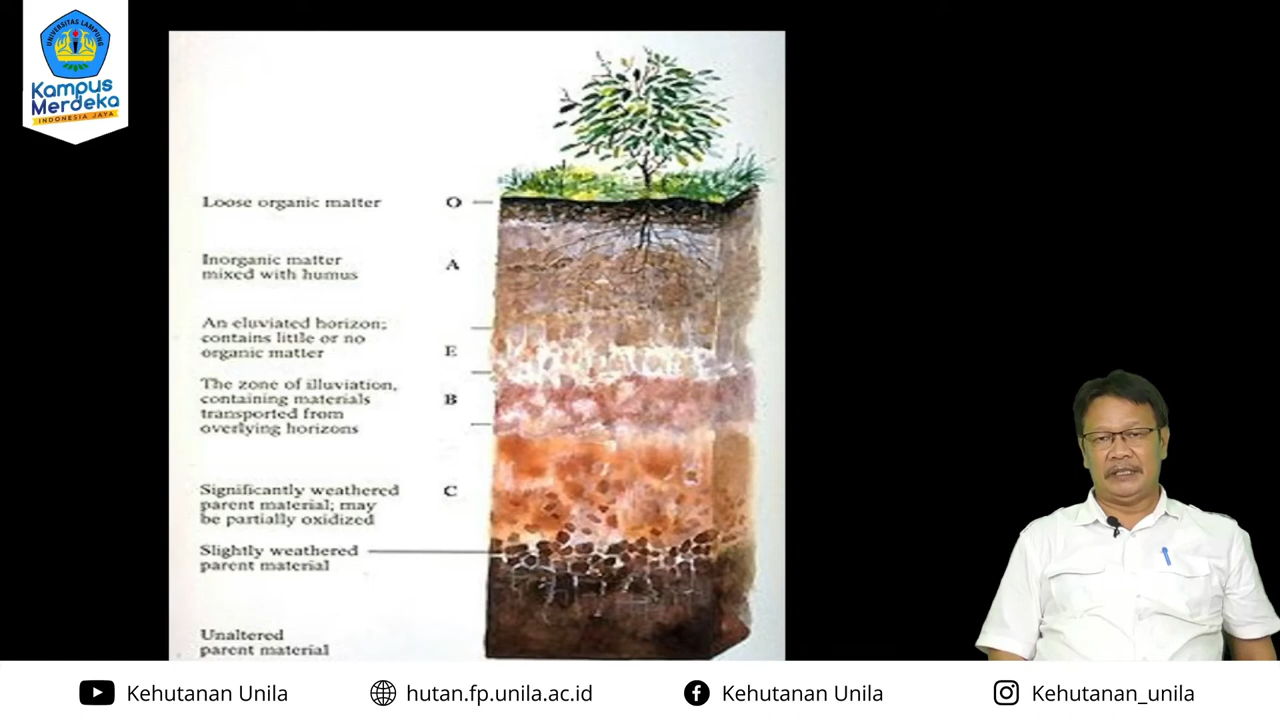 UNIVERSITAS LAMPUNG
Kampus
Merdeka
INDONESIA JAYA
Loose organic matter O
Inorganic matter
mixed with humus
A
An eluviated horizon;
contains little or no
organic matter
E
The zone of illuviation,
containing materials
transported from
overlying horizons
B
Significantly weathered
parent material; may
be partially oxidized
C
Slightly weathered
parent material
Unaltered
parent material
Kehutanan Unila
hutan.fp.unila.ac.id
Kehutanan Unila
Kehutanan_unila